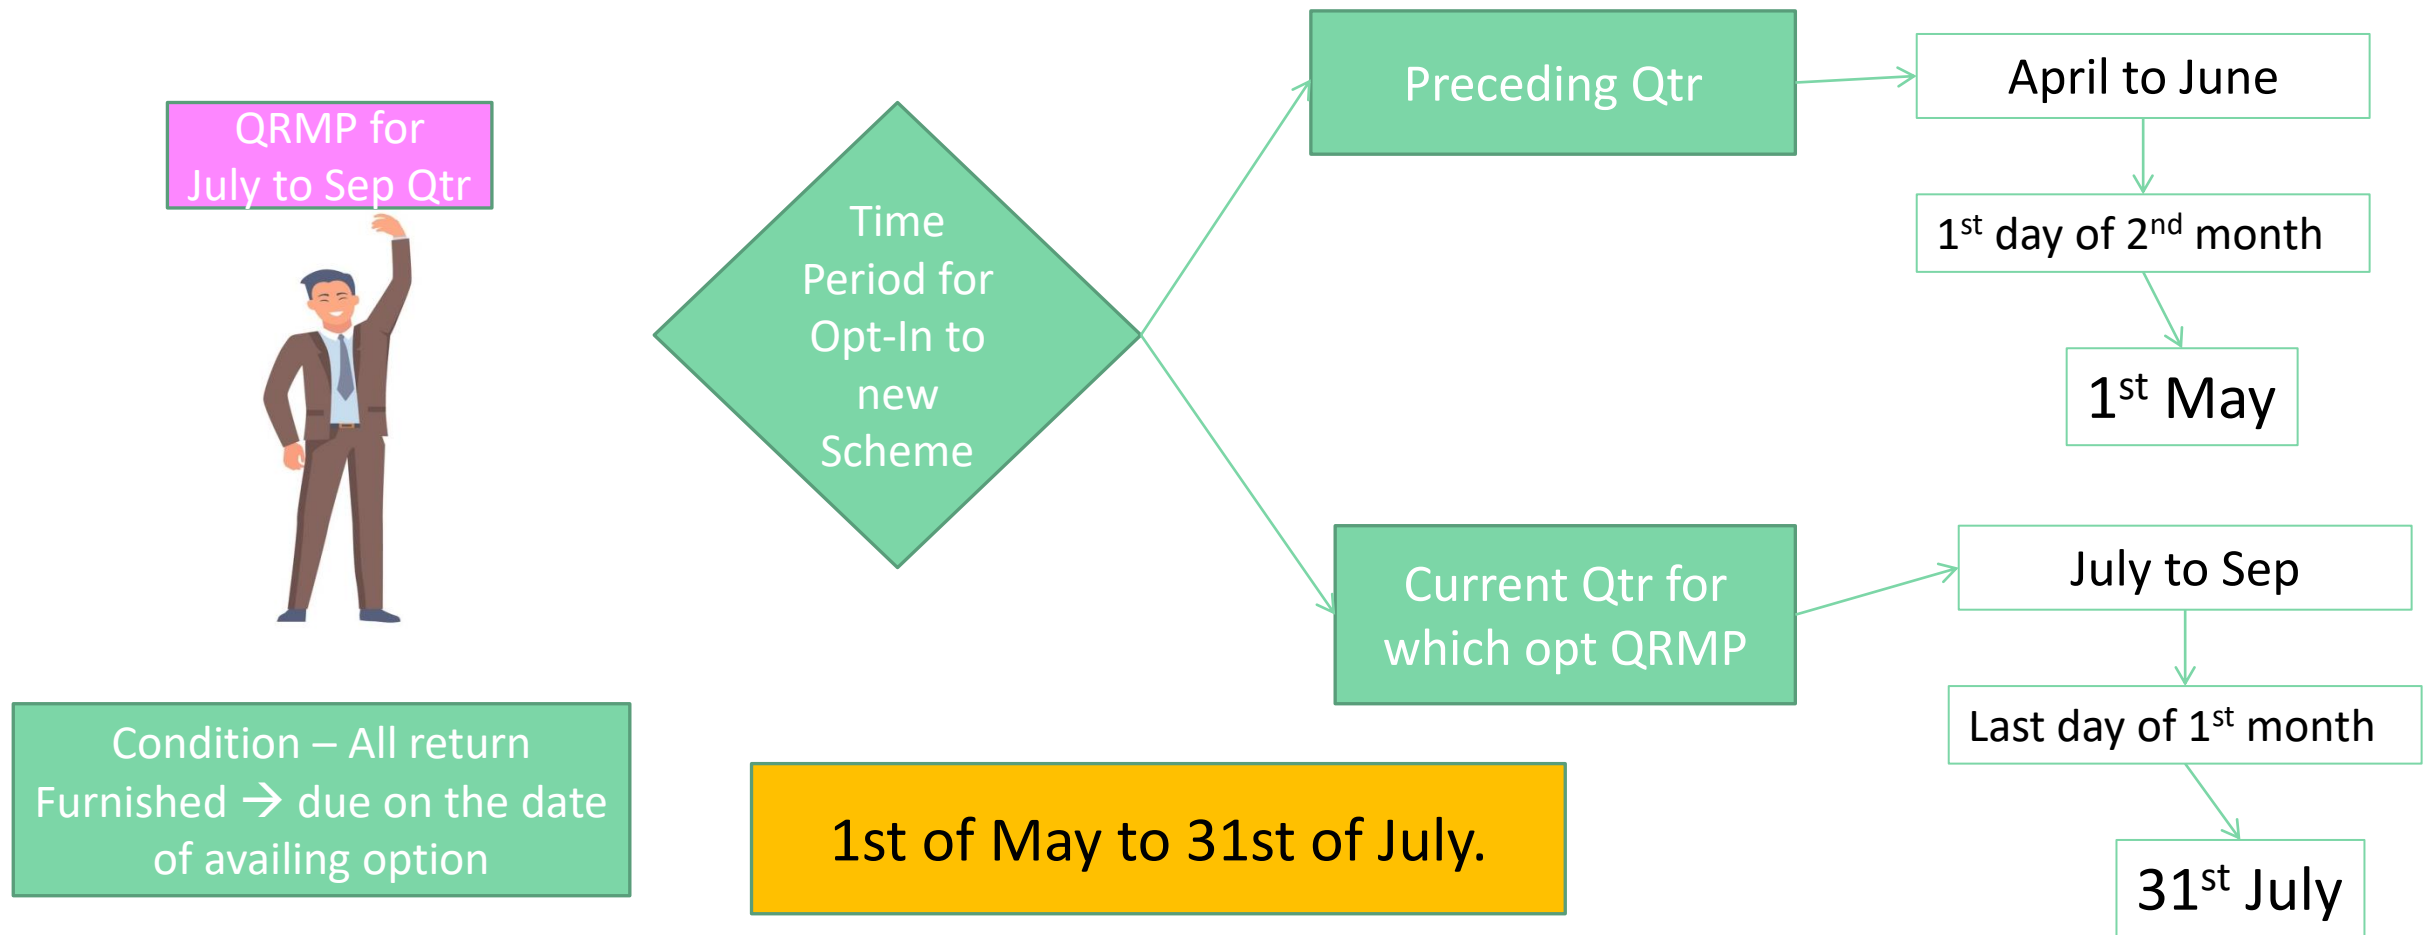 QRMP for
July to Sep Qtr
Condition – All return
Furnished → due on the date
of availing option
Time
Period for
Opt-In to
new
Scheme
1st of May to 31st of July.
Preceding Qtr
April to June
1st day of 2nd month
1st May
Current Qtr for
which opt QRMP
July to Sep
Last day of 1st month
31st July